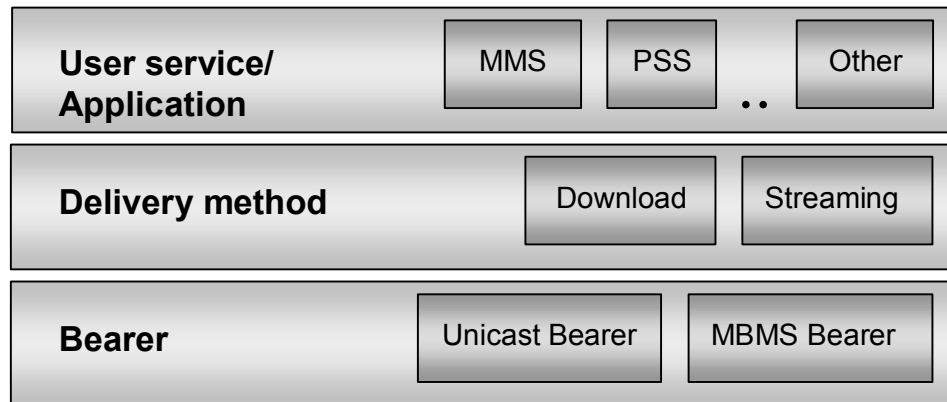 User service/
Application
MMS
PSS
..
Other
Delivery method
Download
Streaming
Bearer
Unicast Bearer
MBMS Bearer